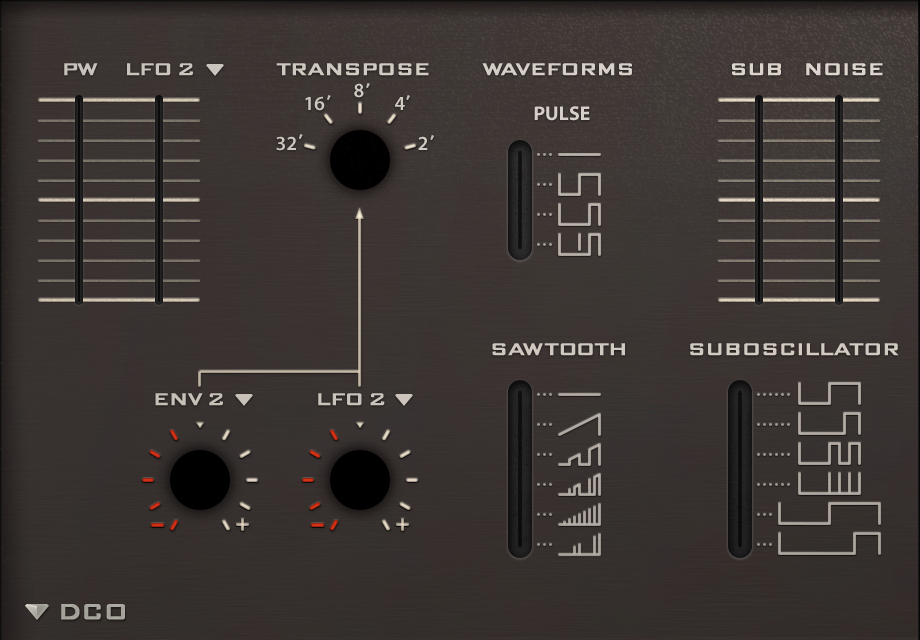 PW LFO 2 TRANSPOSE WAVEFORMS SUB NOISE
32’ 16’ 8’ 4’ 2’
PULSE
SAWTOOTH SUBOSCILLATOR
ENV 2 LFO 2
− + − +
DCO